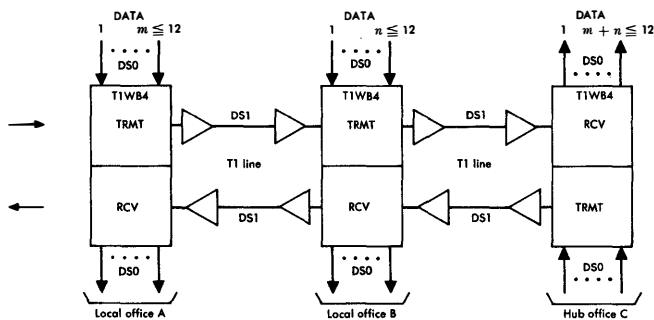 DATA DATA DATA
1 m ≦ 12 1 n ≦ 12 1 m + n ≦ 12
DS0 DS0 DS0
T1WB4 T1WB4 T1WB4
TRMT DS1 TRMT DS1 RCV
T1 line T1 line
RCV DS1 RCV DS1 TRMT
DS0 DS0 DS0
Local office A Local office B Hub office C